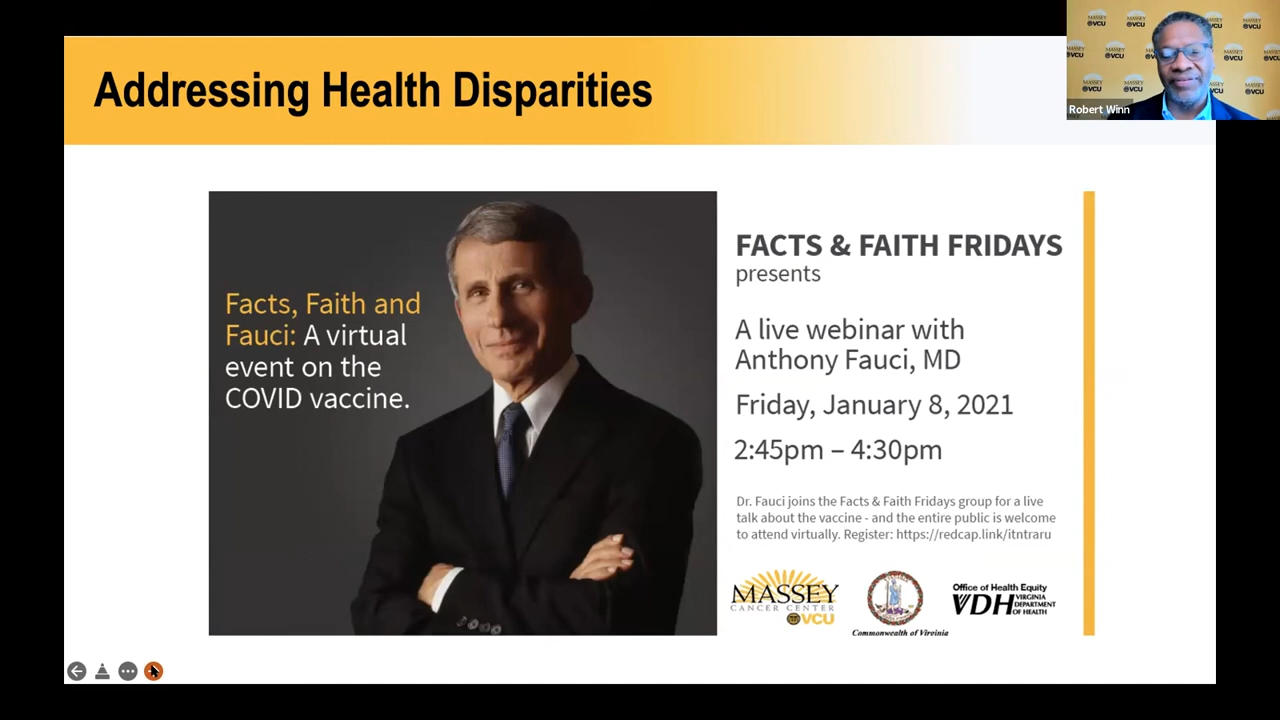 Addressing Health Disparities
MASSEY
VCU
Robert Winn
Facts, Faith and
Fauci: A virtual
event on the
COVID vaccine.
FACTS & FAITH FRIDAYS
presents
A live webinar with
Anthony Fauci, MD
Friday, January 8, 2021
2:45pm – 4:30pm
Dr. Fauci joins the Facts & Faith Fridays group for a live
talk about the vaccine - and the entire public is welcome
to attend virtually. Register: https://redcap.link/itntraru
MASSEY
CANCER CENTER
VCU
Commonwealth of Virginia
Office of Health Equity
VDH VIRGINIA
DEPARTMENT
OF HEALTH